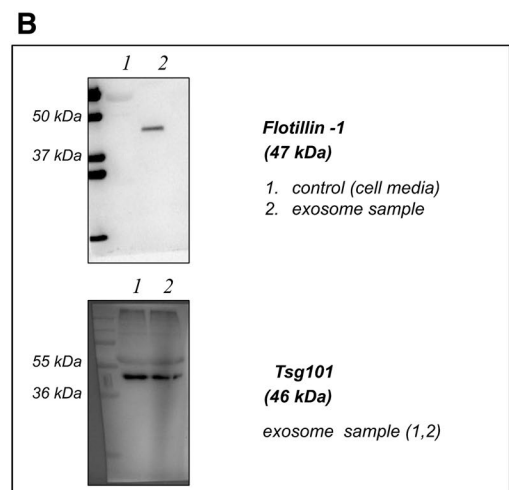 B
1 2
50 kDa
37 kDa
Flotillin -1
(47 kDa)
1. control (cell media)
2. exosome sample
1 2
55 kDa
36 kDa
Tsg101
(46 kDa)
exosome sample (1,2)